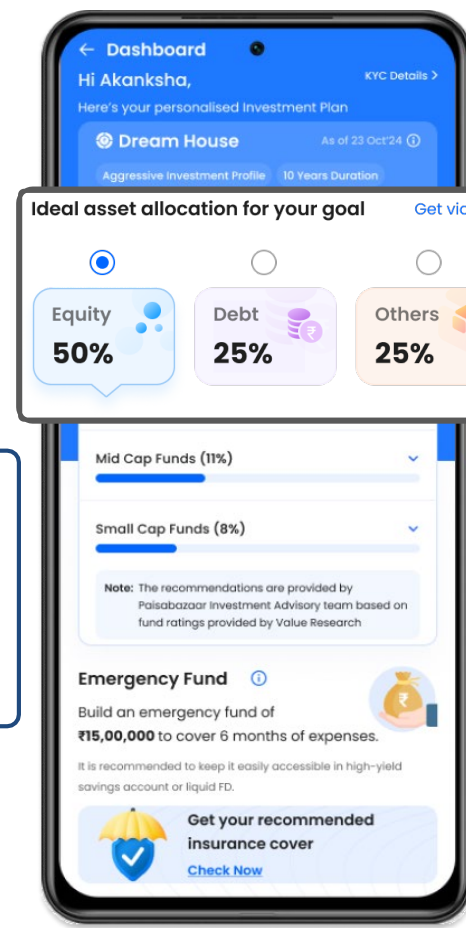 ← Dashboard
Hi Akanksha,
KYC Details >
Here's your personalised Investment Plan
Dream House
As of 23 Oct'24
Aggressive Investment Profile
10 Years Duration
Ideal asset allocation for your goal
Get
Equity
Debt
Others
50%
25%
25%
Mid Cap Funds (11%)
Small Cap Funds (8%)
Note: The recommendations are provided by
Paisabazaar Investment Advisory team based on
fund ratings provided by Value Research
Emergency Fund
Build an emergency fund of
₹15,00,000 to cover 6 months of expenses.
It is recommended to keep it easily accessible in high-yield
savings account or liquid FD.
Get your recommended
insurance cover
Check Now